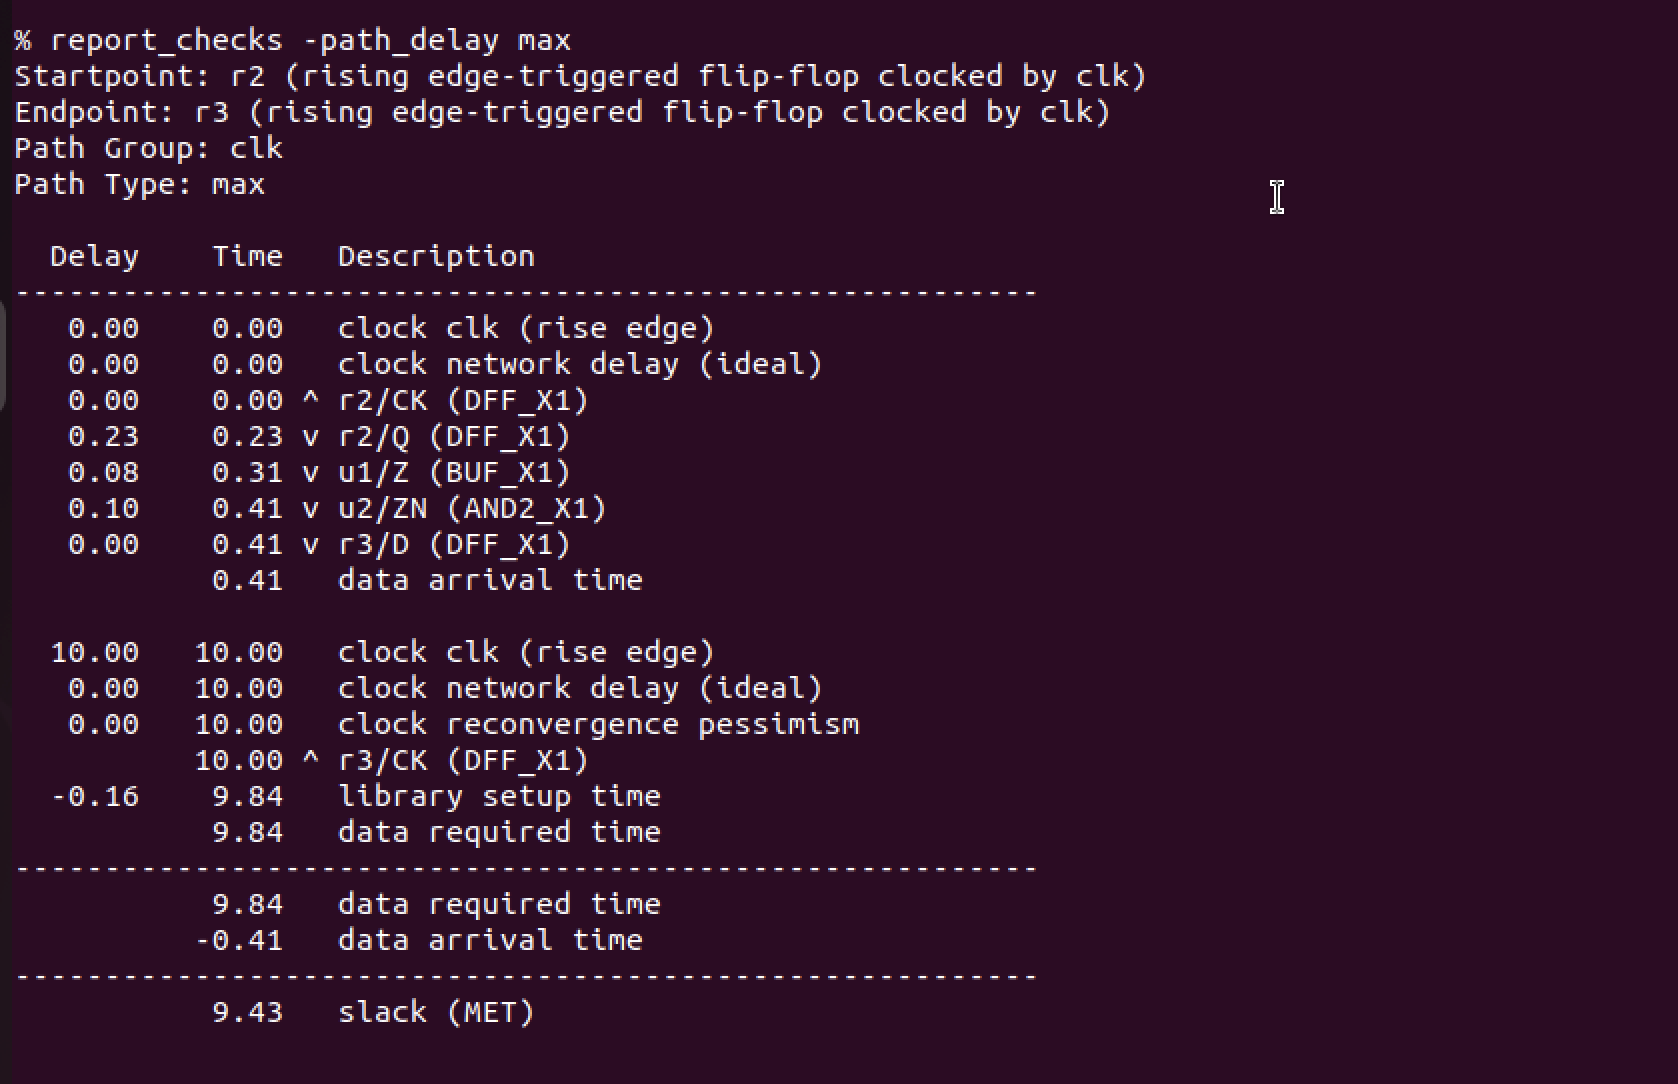 % report_checks -path_delay max
Startpoint: r2 (rising edge-triggered flip-flop clocked by clk)
Endpoint: r3 (rising edge-triggered flip-flop clocked by clk)
Path Group: clk
Path Type: max

  Delay    Time   Description
---------------------------------------------------------
   0.00    0.00   clock clk (rise edge)
   0.00    0.00   clock network delay (ideal)
   0.00    0.00 ^ r2/CK (DFF_X1)
   0.23    0.23 v r2/Q (DFF_X1)
   0.08    0.31 v u1/Z (BUF_X1)
   0.10    0.41 v u2/ZN (AND2_X1)
   0.00    0.41 v r3/D (DFF_X1)
           0.41   data arrival time

  10.00   10.00   clock clk (rise edge)
   0.00   10.00   clock network delay (ideal)
   0.00   10.00   clock reconvergence pessimism
          10.00 ^ r3/CK (DFF_X1)
  -0.16    9.84   library setup time
           9.84   data required time
---------------------------------------------------------
           9.84   data required time
          -0.41   data arrival time
---------------------------------------------------------
           9.43   slack (MET)